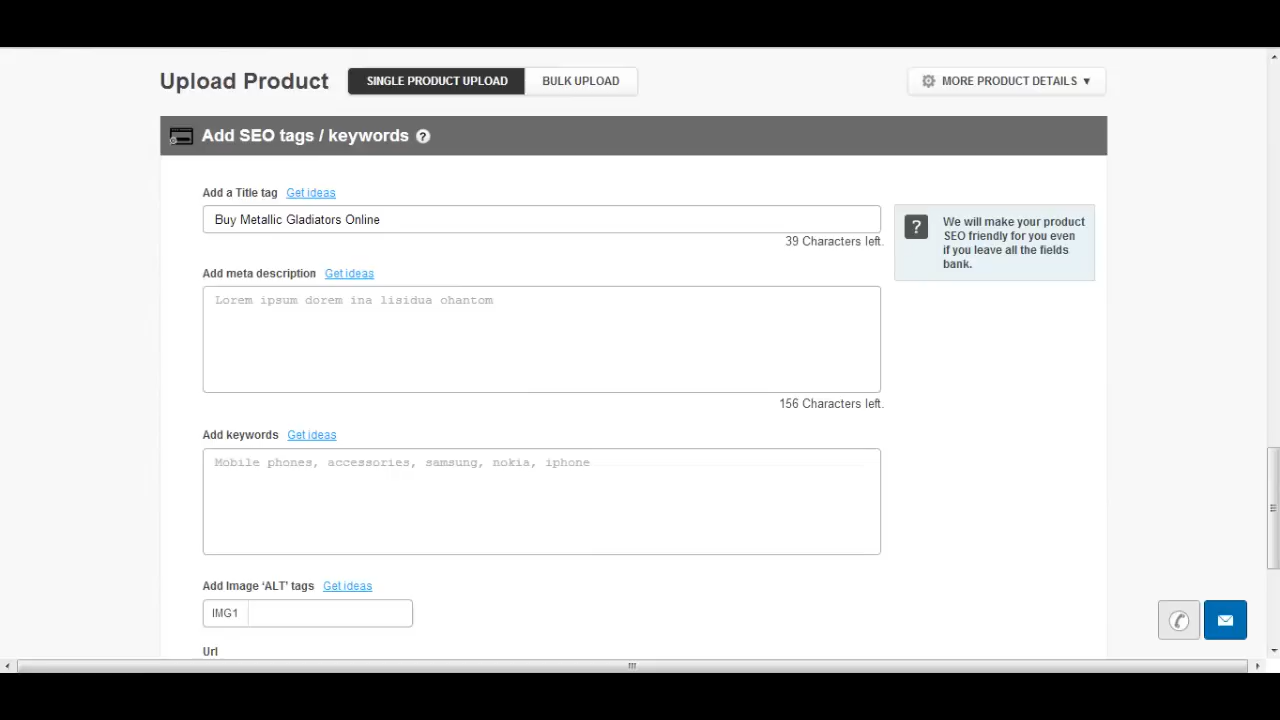 Upload Product SINGLE PRODUCT UPLOAD BULK UPLOAD MORE PRODUCT DETAILS ▼
Add SEO tags / keywords ?
Add a Title tag Get ideas
Buy Metallic Gladiators Online
39 Characters left.
? We will make your product
SEO friendly for you even
if you leave all the fields
bank.
Add meta description Get ideas
Lorem ipsum dorem ina lisidua ohantom
156 Characters left.
Add keywords Get ideas
Mobile phones, accessories, samsung, nokia, iphone
Add Image ‘ALT’ tags Get ideas
IMG1
Url